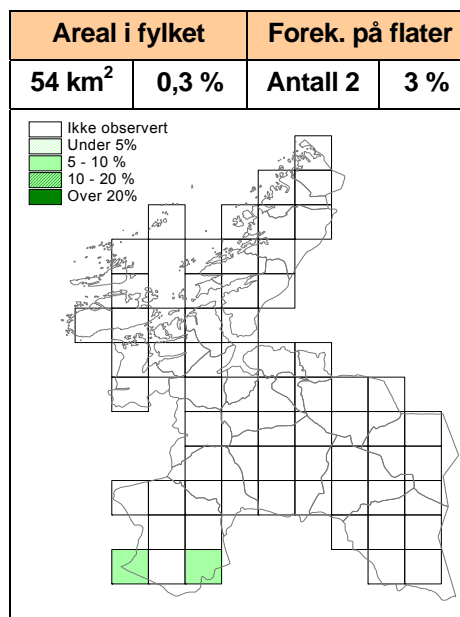 Areal i fylket Forek. på flater
54 km² 0,3 % Antall 2 3 %
Ikke observert
Under 5%
5 - 10 %
10 - 20 %
Over 20%